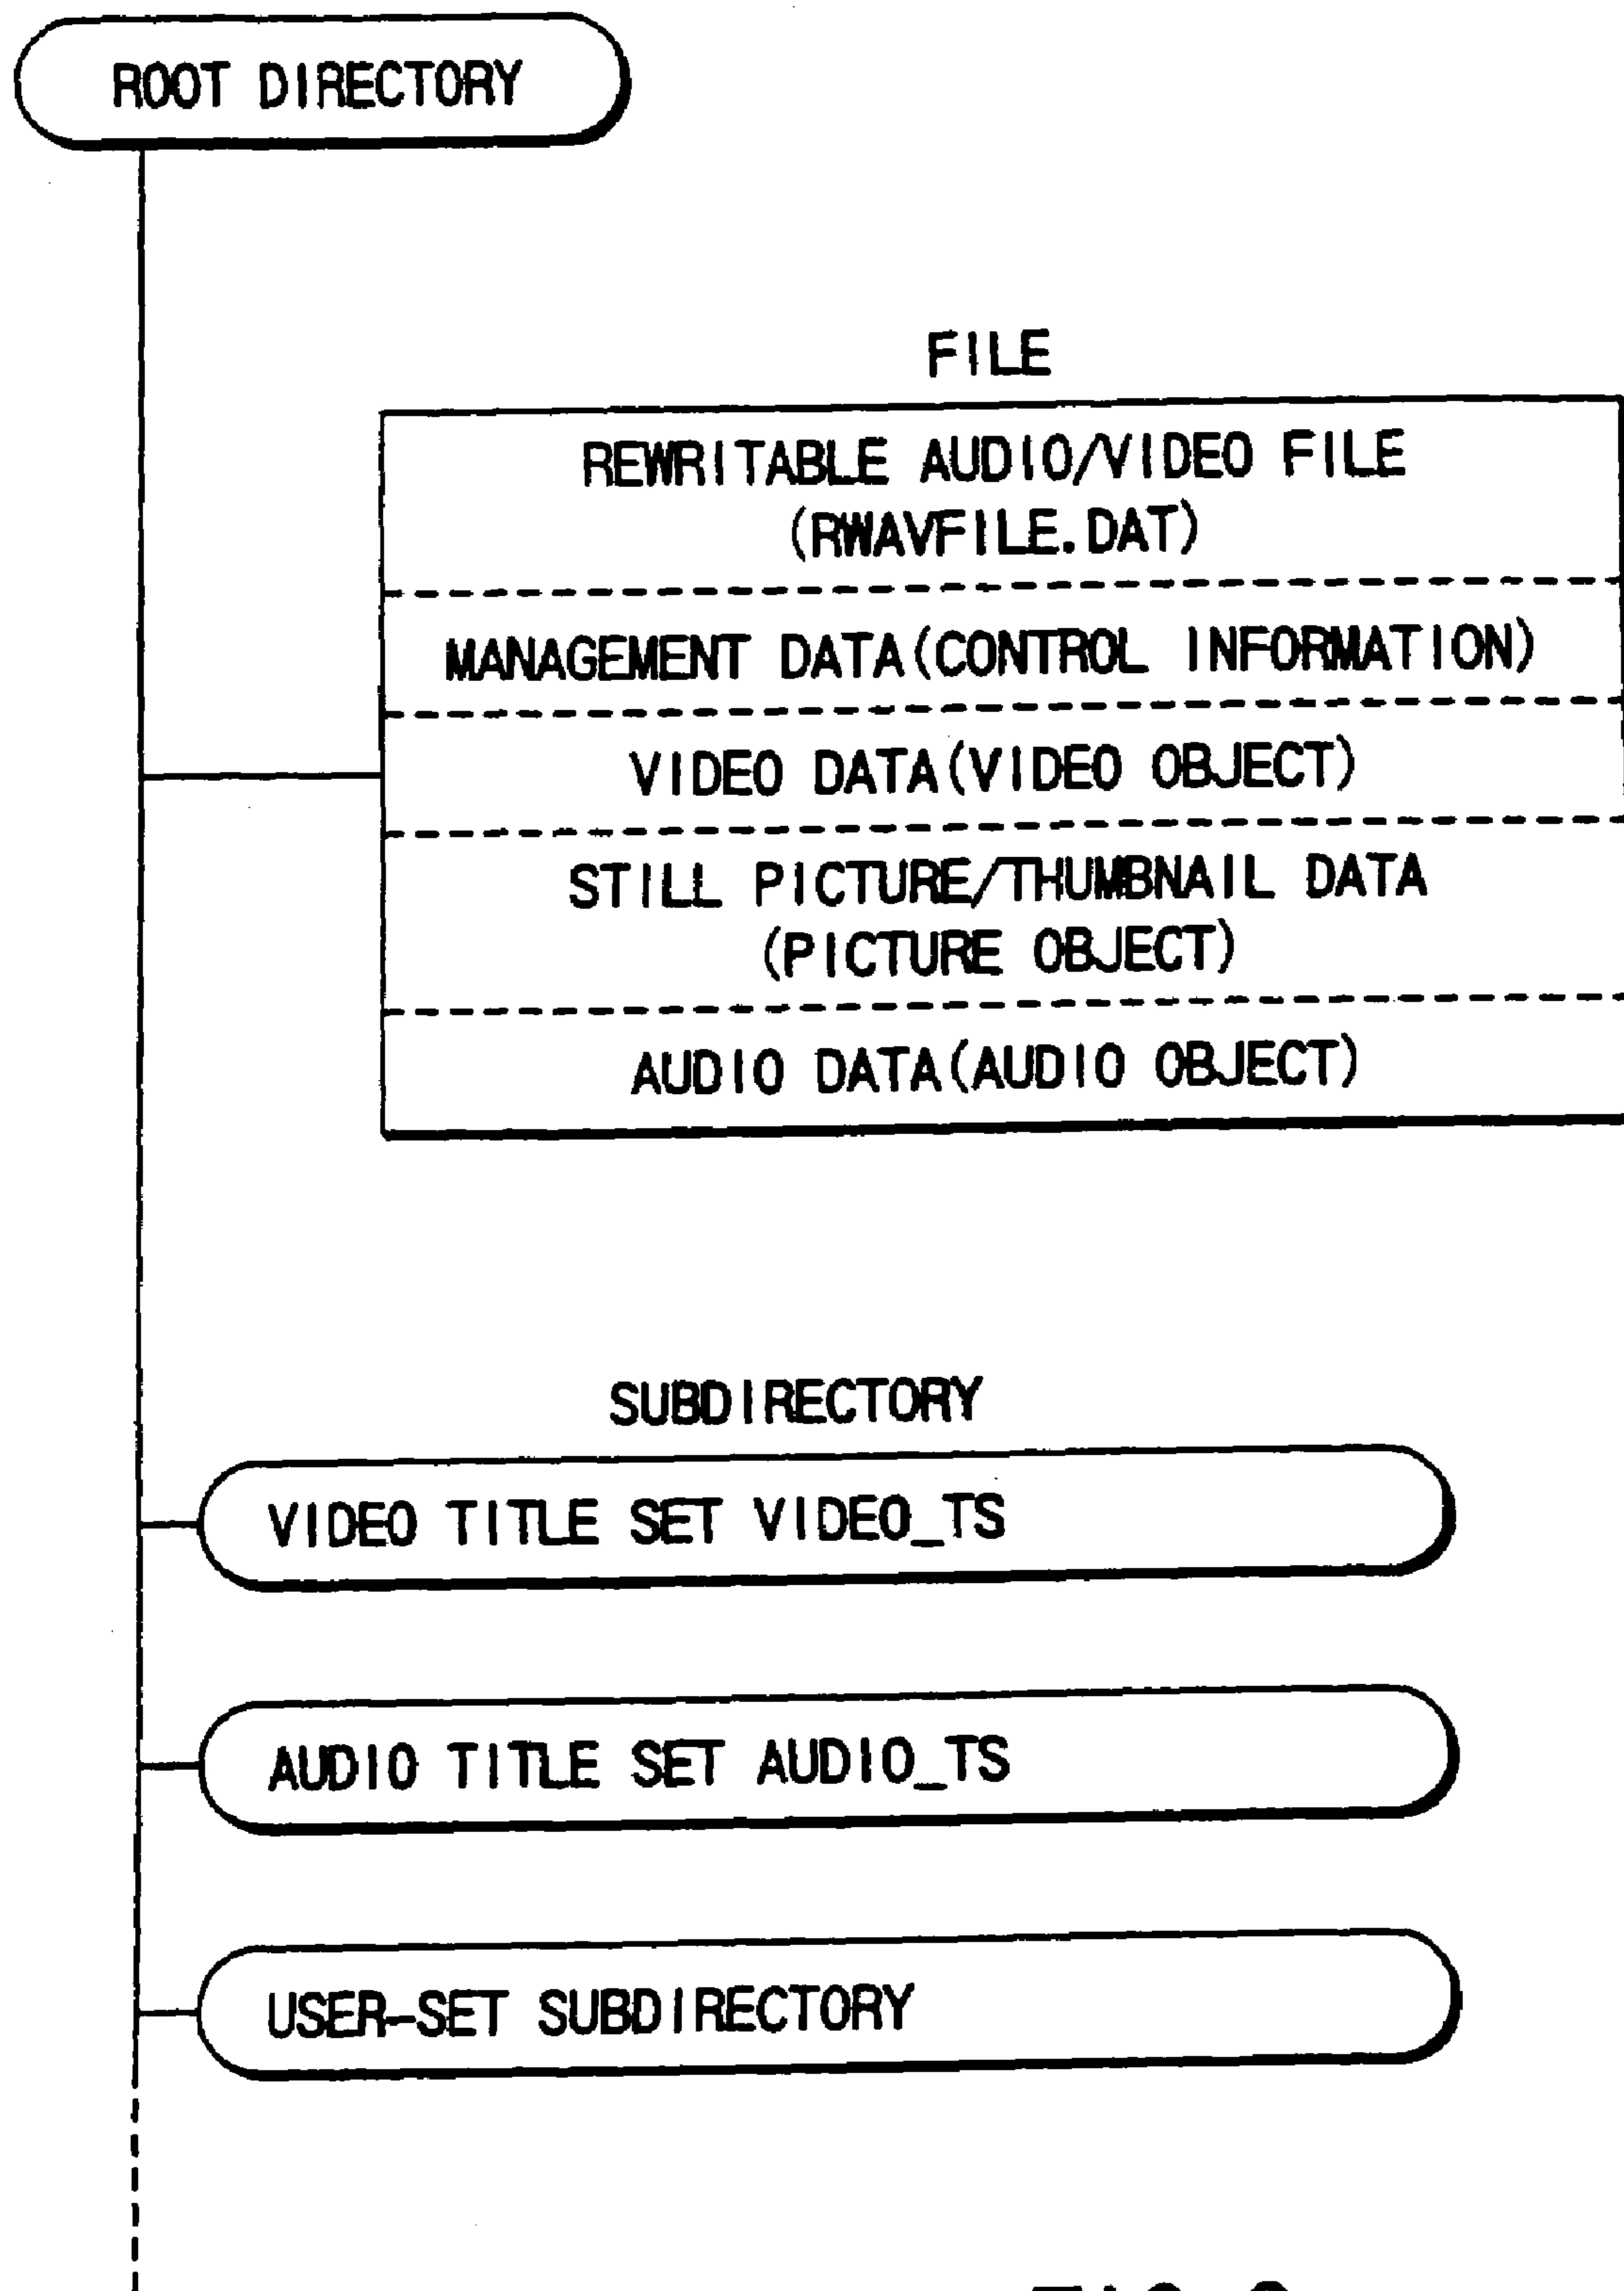 ROOT DIRECTORY
FILE
REWRITABLE AUDIO/VIDEO FILE
(RWAVFILE.DAT)
MANAGEMENT DATA(CONTROL INFORMATION)
VIDEO DATA(VIDEO OBJECT)
STILL PICTURE/THUMBNAIL DATA
(PICTURE OBJECT)
AUDIO DATA(AUDIO OBJECT)
SUBDIRECTORY
VIDEO TITLE SET VIDEO_TS
AUDIO TITLE SET AUDIO_TS
USER-SET SUBDIRECTORY